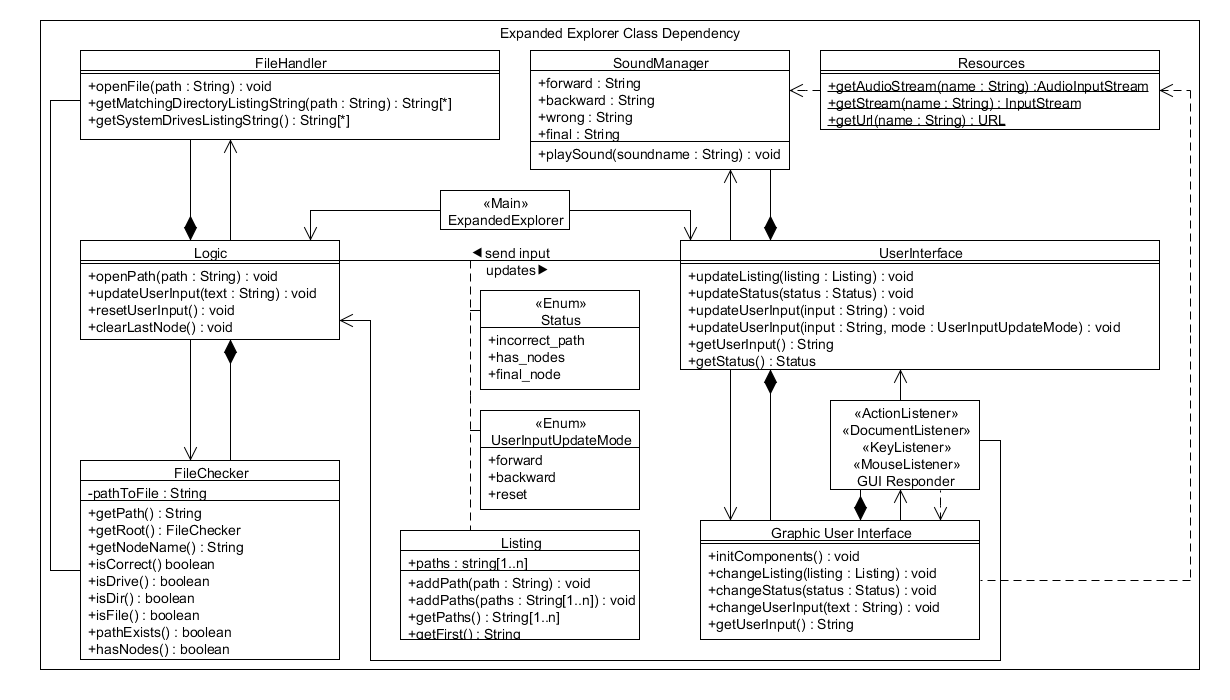 Expanded Explorer Class Dependency
FileHandler
+openFile(path : String) : void
+getMatchingDirectoryListingString(path : String) : String[*]
+getSystemDrivesListingString() : String[*]
SoundManager
+forward : String
+backward : String
+wrong : String
+final : String
+playSound(soundname : String) : void
Resources
+getAudioStream(name : String) :AudioInputStream
+getStream(name : String) : InputStream
+getUrl(name : String) : URL
«Main»
ExpandedExplorer
Logic
+openPath(path : String) : void
+updateUserInput(text : String) : void
+resetUserInput() : void
+clearLastNode() : void
◀ send input
updates▶
UserInterface
+updateListing(listing : Listing) : void
+updateStatus(status : Status) : void
+updateUserInput(input : String) : void
+updateUserInput(input : String, mode : UserInputUpdateMode) : void
+getUserInput() : String
+getStatus() : Status
«Enum»
Status
+incorrect_path
+has_nodes
+final_node
«Enum»
UserInputUpdateMode
+forward
+backward
+reset
«ActionListener»
«DocumentListener»
«KeyListener»
«MouseListener»
GUI Responder
FileChecker
-pathToFile : String
+getPath() : String
+getRoot() : FileChecker
+getNodeName() : String
+isCorrect() boolean
+isDrive() : boolean
+isDir() : boolean
+isFile() : boolean
+pathExists() : boolean
+hasNodes() : boolean
Listing
+paths : string[1..n]
+addPath(path : String) : void
+addPaths(paths : String[1..n]) : void
+getPaths() : String[1..n]
+getFirst() : String
Graphic User Interface
+initComponents() : void
+changeListing(listing : Listing) : void
+changeStatus(status : Status) : void
+changeUserInput(text : String) : void
+getUserInput() : String